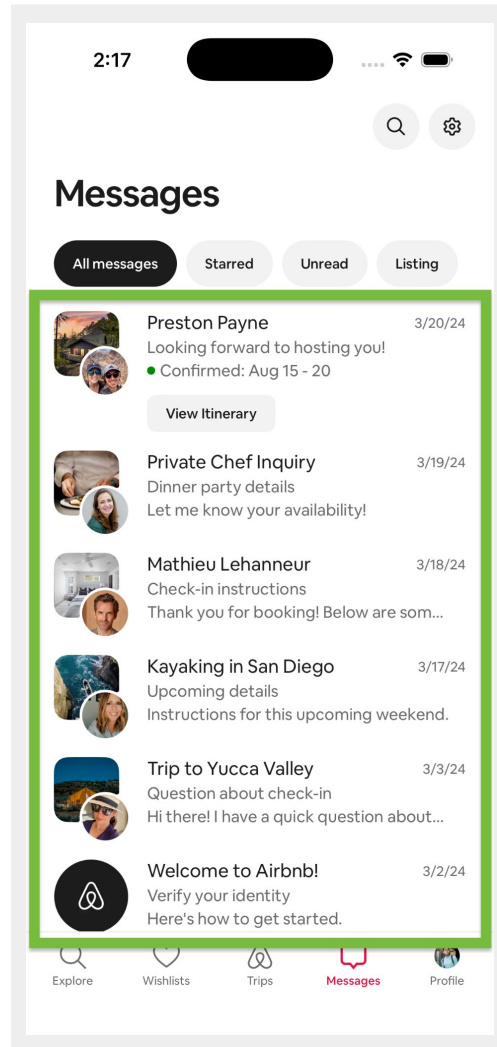 2:17
Messages
All messages
Starred
Unread
Listing
Preston Payne
3/20/24
Looking forward to hosting you!
Confirmed: Aug 15 - 20
View Itinerary
Private Chef Inquiry
3/19/24
Dinner party details
Let me know your availability!
Mathieu Lehanneur
3/18/24
Check-in instructions
Thank you for booking! Below are som...
Kayaking in San Diego
3/17/24
Upcoming details
Instructions for this upcoming weekend.
Trip to Yucca Valley
3/3/24
Question about check-in
Hi there! I have a quick question about...
Welcome to Airbnb!
3/2/24
Verify your identity
Here's how to get started.
Explore
Wishlists
Trips
Messages
Profile